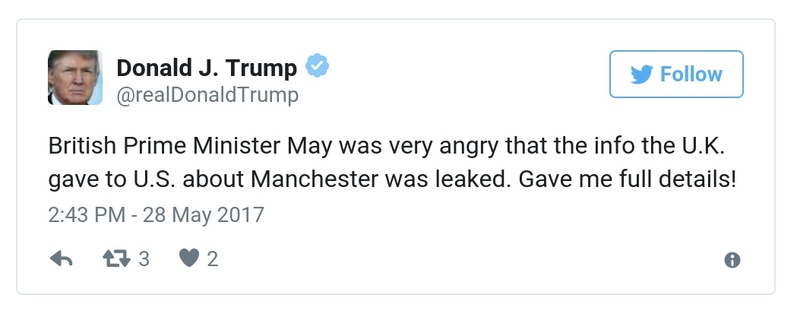 Donald J. Trump
@realDonaldTrump
Follow
British Prime Minister May was very angry that the info the U.K.
gave to U.S. about Manchester was leaked. Gave me full details!
2:43 PM - 28 May 2017
3 2